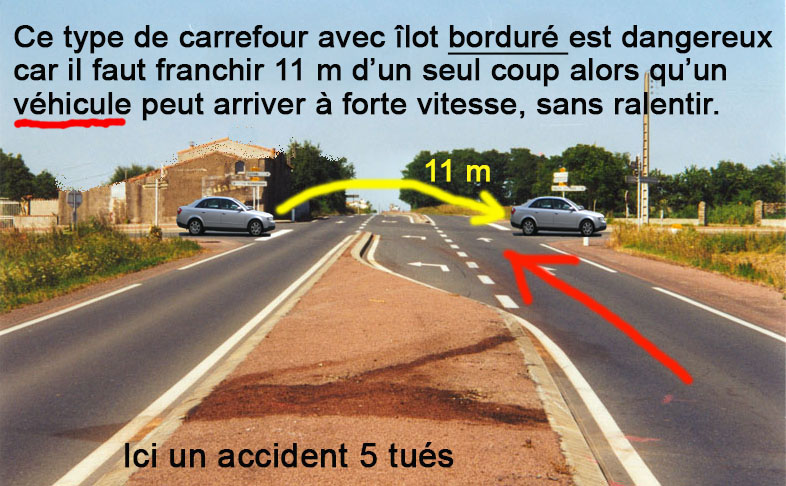 Ce type de carrefour avec îlot borduré est dangereux
car il faut franchir 11 m d'un seul coup alors qu'un
véhicule peut arriver à forte vitesse, sans ralentir.
11 m
Ici un accident 5 tués